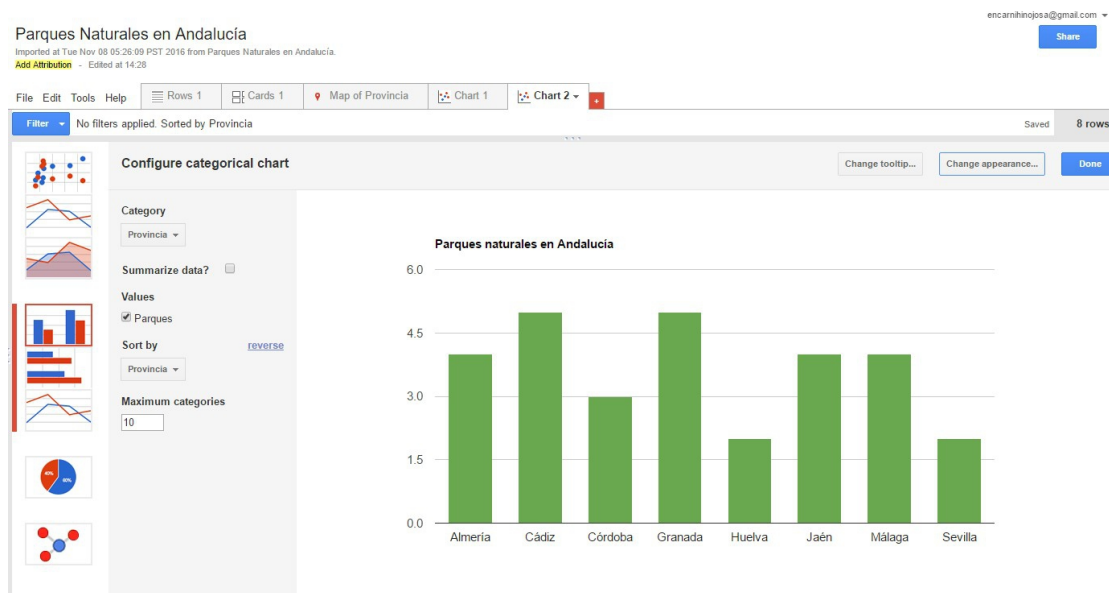 encarnihinojosa@gmail.com
Parques Naturales en Andalucía
Share
Imported at Tue Nov 08 05:26:09 PST 2016 from Parques Naturales en Andalucía.
Add Attribution - Edited at 14:28
File Edit Tools Help Rows 1 Cards 1 Map of Provincia Chart 1 Chart 2 +
Filter No filters applied. Sorted by Provincia Saved 8 rows
Configure categorical chart Change tooltip... Change appearance... Done
Category
Provincia
Summarize data?
Values
Parques
Sort by reverse
Provincia
Maximum categories
10
40% 60%
Parques naturales en Andalucía
6.0
4.5
3.0
1.5
0.0
Almería Cádiz Córdoba Granada Huelva Jaén Málaga Sevilla